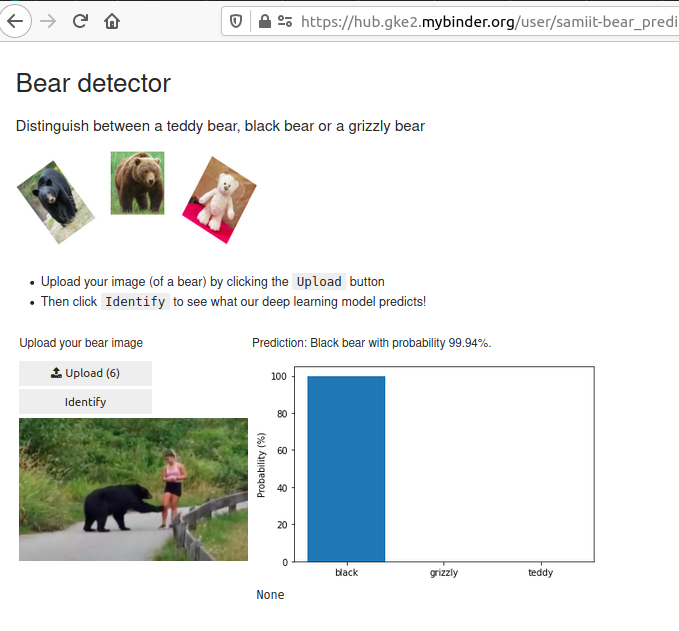 https://hub.gke2.mybinder.org/user/samiit-bear_predi
Bear detector
Distinguish between a teddy bear, black bear or a grizzly bear
Upload your image (of a bear) by clicking the Upload button
Then click Identify to see what our deep learning model predicts!
Upload your bear image
Upload (6)
Identify
Prediction: Black bear with probability 99.94%.
Probability (%)
100
80
60
40
20
0
black grizzly teddy
None